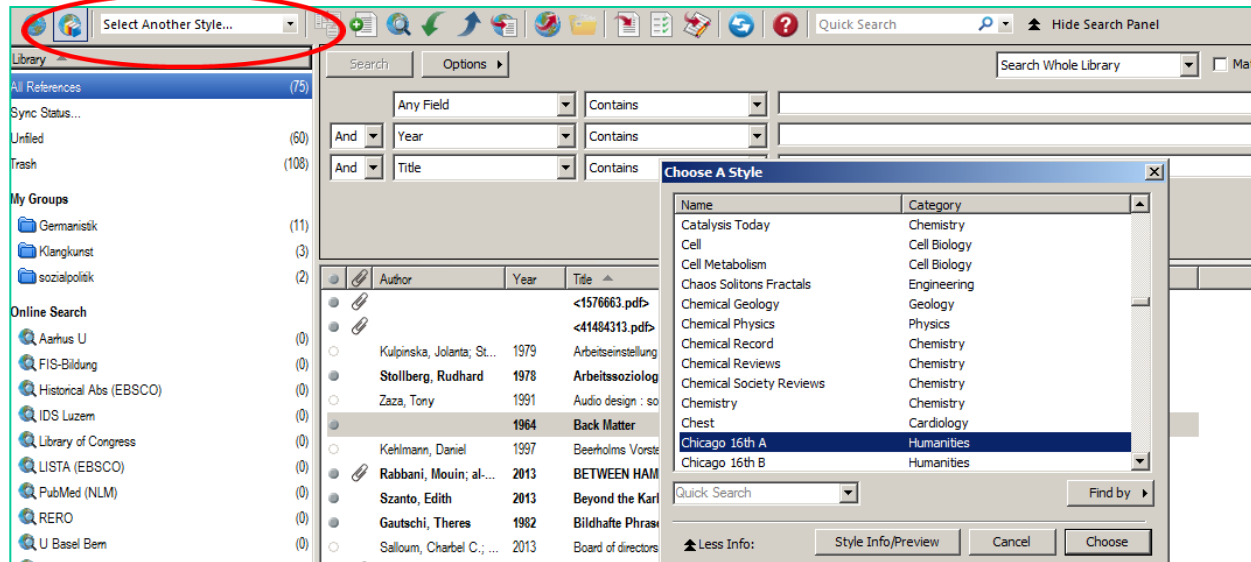 Select Another Style... Quick Search Hide Search Panel
Library
All References (75)
Sync Status...
Unfiled (60)
Trash (108)
My Groups
Germanistik (11)
Klangkunst (3)
sozialpolitik (2)
Online Search
Aarhus U (0)
FIS-Bildung (0)
Historical Abs (EBSCO) (0)
IDS Luzern (0)
Library of Congress (0)
LISTA (EBSCO) (0)
PubMed (NLM) (0)
RERO (0)
U Basel Bern (0)
Search Options Search Whole Library
Any Field Contains
And Year Contains
And Title Contains
Author Year Title
<1576663.pdf>
<41484313.pdf>
Kulpinska, Jolanta; St... 1979 Arbeitseinstellung
Stollberg, Rudhard 1978 Arbeitssoziolog
Zaza, Tony 1991 Audio design : so
1964 Back Matter
Kehlmann, Daniel 1997 Beerholms Vorste
Rabbani, Mouin; al-... 2013 BETWEEN HAM
Szanto, Edith 2013 Beyond the Karl
Gautschi, Theres 1982 Bildhafte Phrase
Salloum, Charbel C.; ... 2013 Board of directors
Choose A Style
Name Category
Catalysis Today Chemistry
Cell Cell Biology
Cell Metabolism Cell Biology
Chaos Solitons Fractals Engineering
Chemical Geology Geology
Chemical Physics Physics
Chemical Record Chemistry
Chemical Reviews Chemistry
Chemical Society Reviews Chemistry
Chemistry Chemistry
Chest Cardiology
Chicago 16th A Humanities
Chicago 16th B Humanities
Quick Search Find by
Less Info: Style Info/Preview Cancel Choose